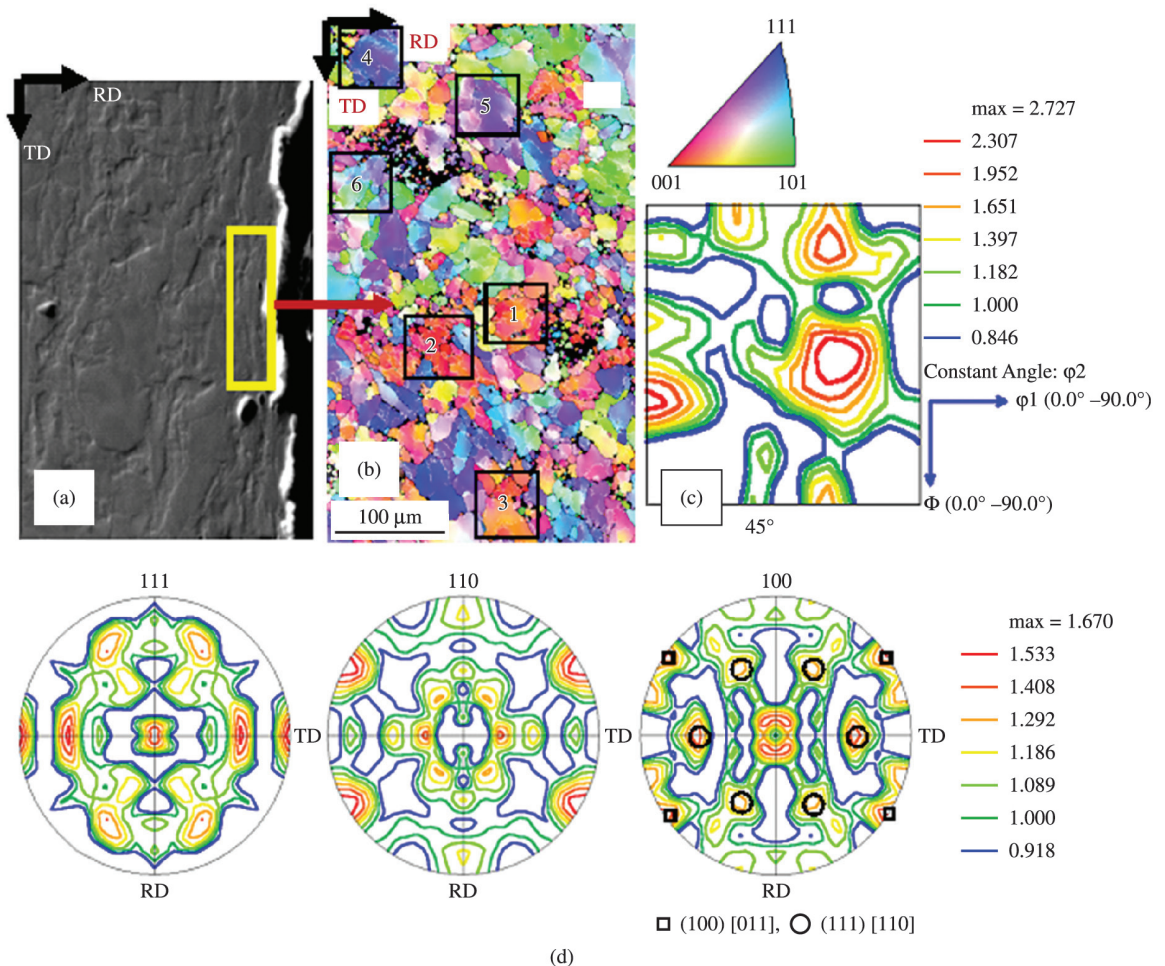 RD
TD
(a)
RD
TD
4
5
6
1
2
3
(b)
100 μm
111
001
101
max = 2.727
2.307
1.952
1.651
1.397
1.182
1.000
0.846
Constant Angle: φ2
φ1 (0.0° –90.0°)
Φ (0.0° –90.0°)
(c)
45°
111
TD
RD
110
TD
RD
100
TD
RD
max = 1.670
1.533
1.408
1.292
1.186
1.089
1.000
0.918
(100) [011], (111) [110]
(d)